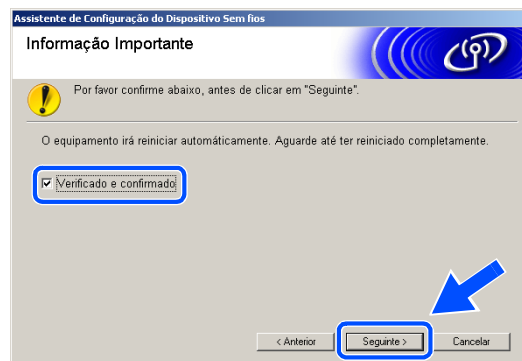 Assistente de Configuração do Dispositivo Sem fios
Informação Importante
Por favor confirme abaixo, antes de clicar em "Seguinte".
O equipamento irá reiniciar automáticamente. Aguarde até ter reiniciado completamente.
Verificado e confirmado
< Anterior
Seguinte >
Cancelar